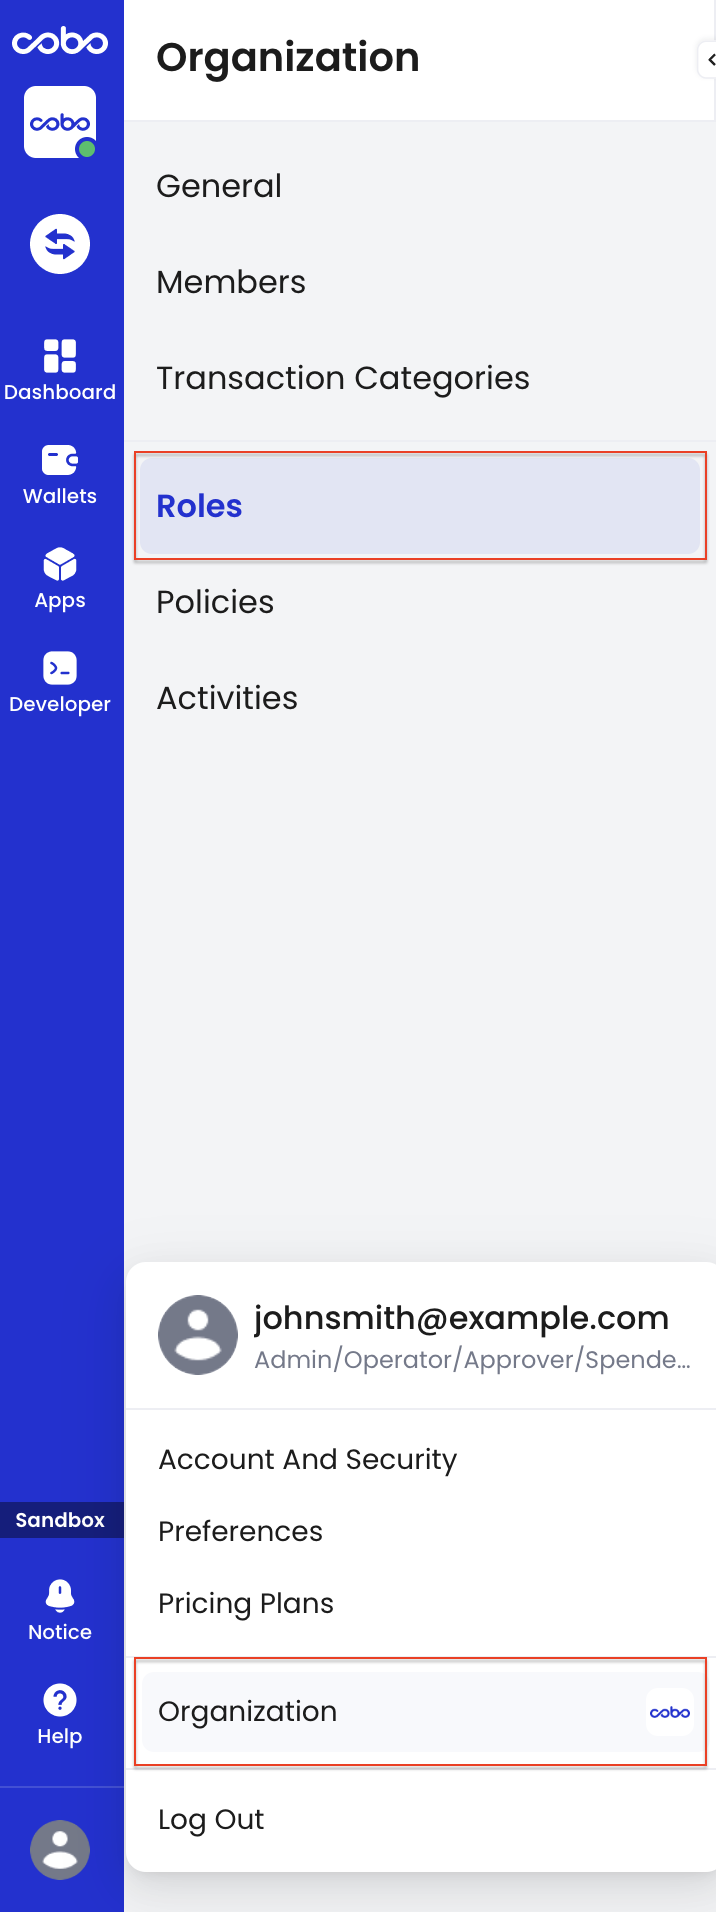 cobo
cobo
Dashboard
Wallets
Apps
Developer
Sandbox
Notice
Help
Organization
General
Members
Transaction Categories
Roles
Policies
Activities
johnsmith@example.com
Admin/Operator/Approver/Spende...
Account And Security
Preferences
Pricing Plans
Organization
cobo
Log Out